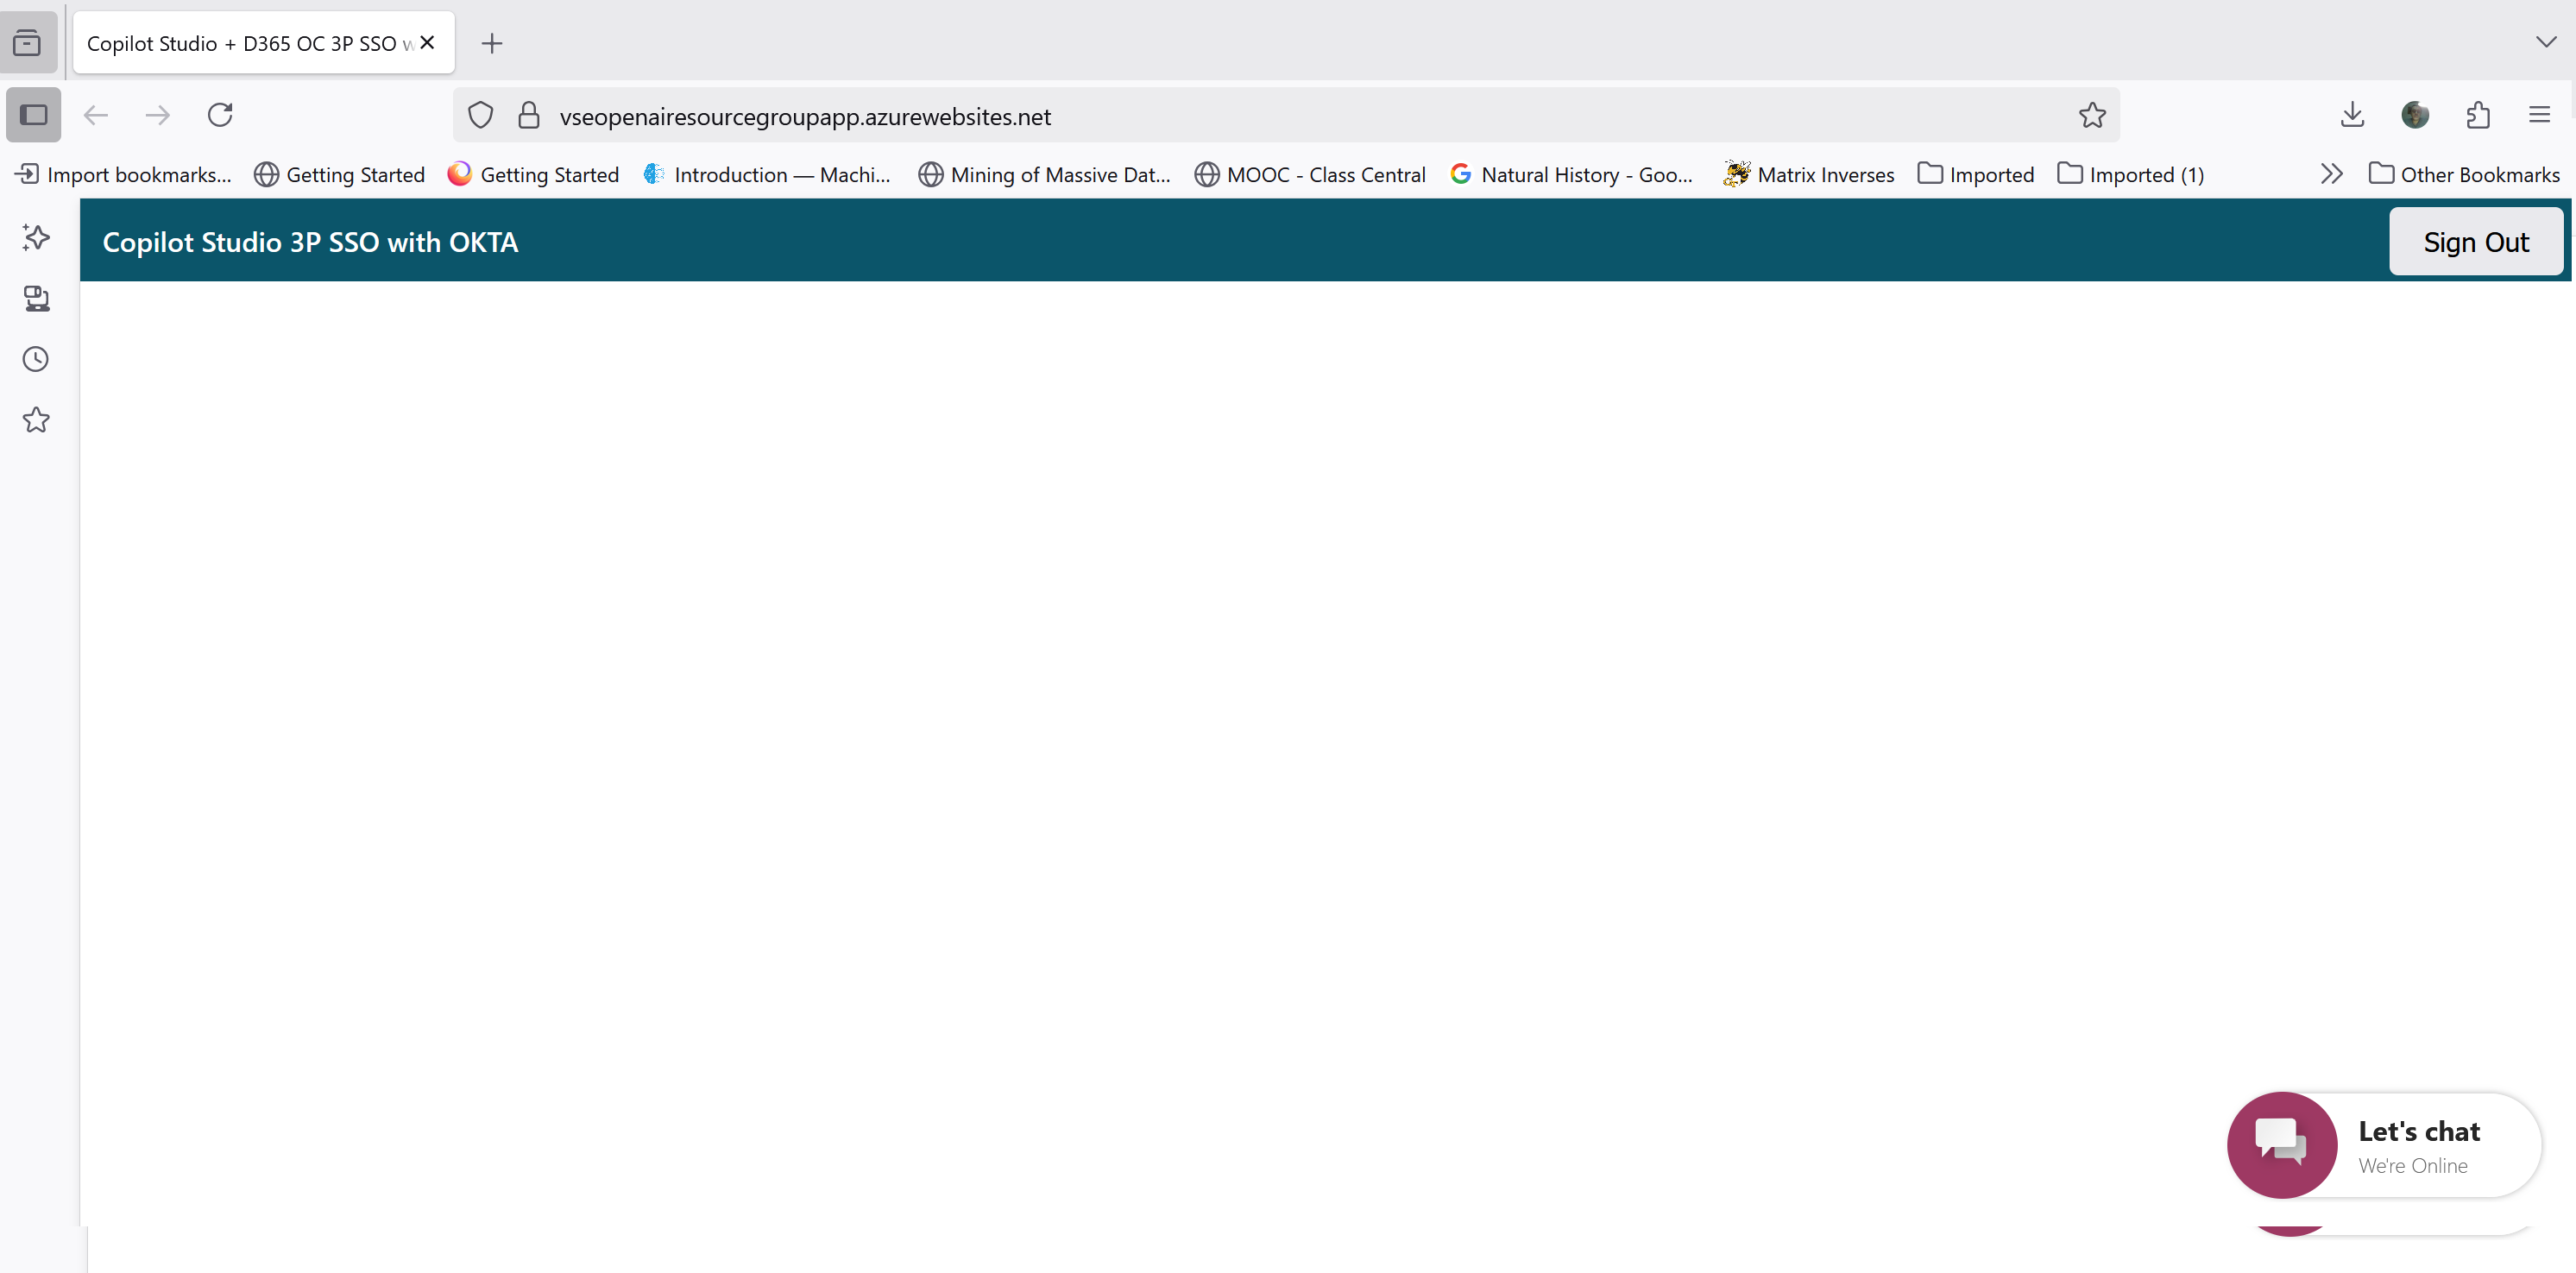 Copilot Studio + D365 OC 3P SSO w
vseopenairesourcegroupapp.azurewebsites.net
Import bookmarks... Getting Started Getting Started Introduction — Machi... Mining of Massive Dat... MOOC - Class Central Natural History - Goo... Matrix Inverses Imported Imported (1) Other Bookmarks
Copilot Studio 3P SSO with OKTA Sign Out
Let's chat
We're Online